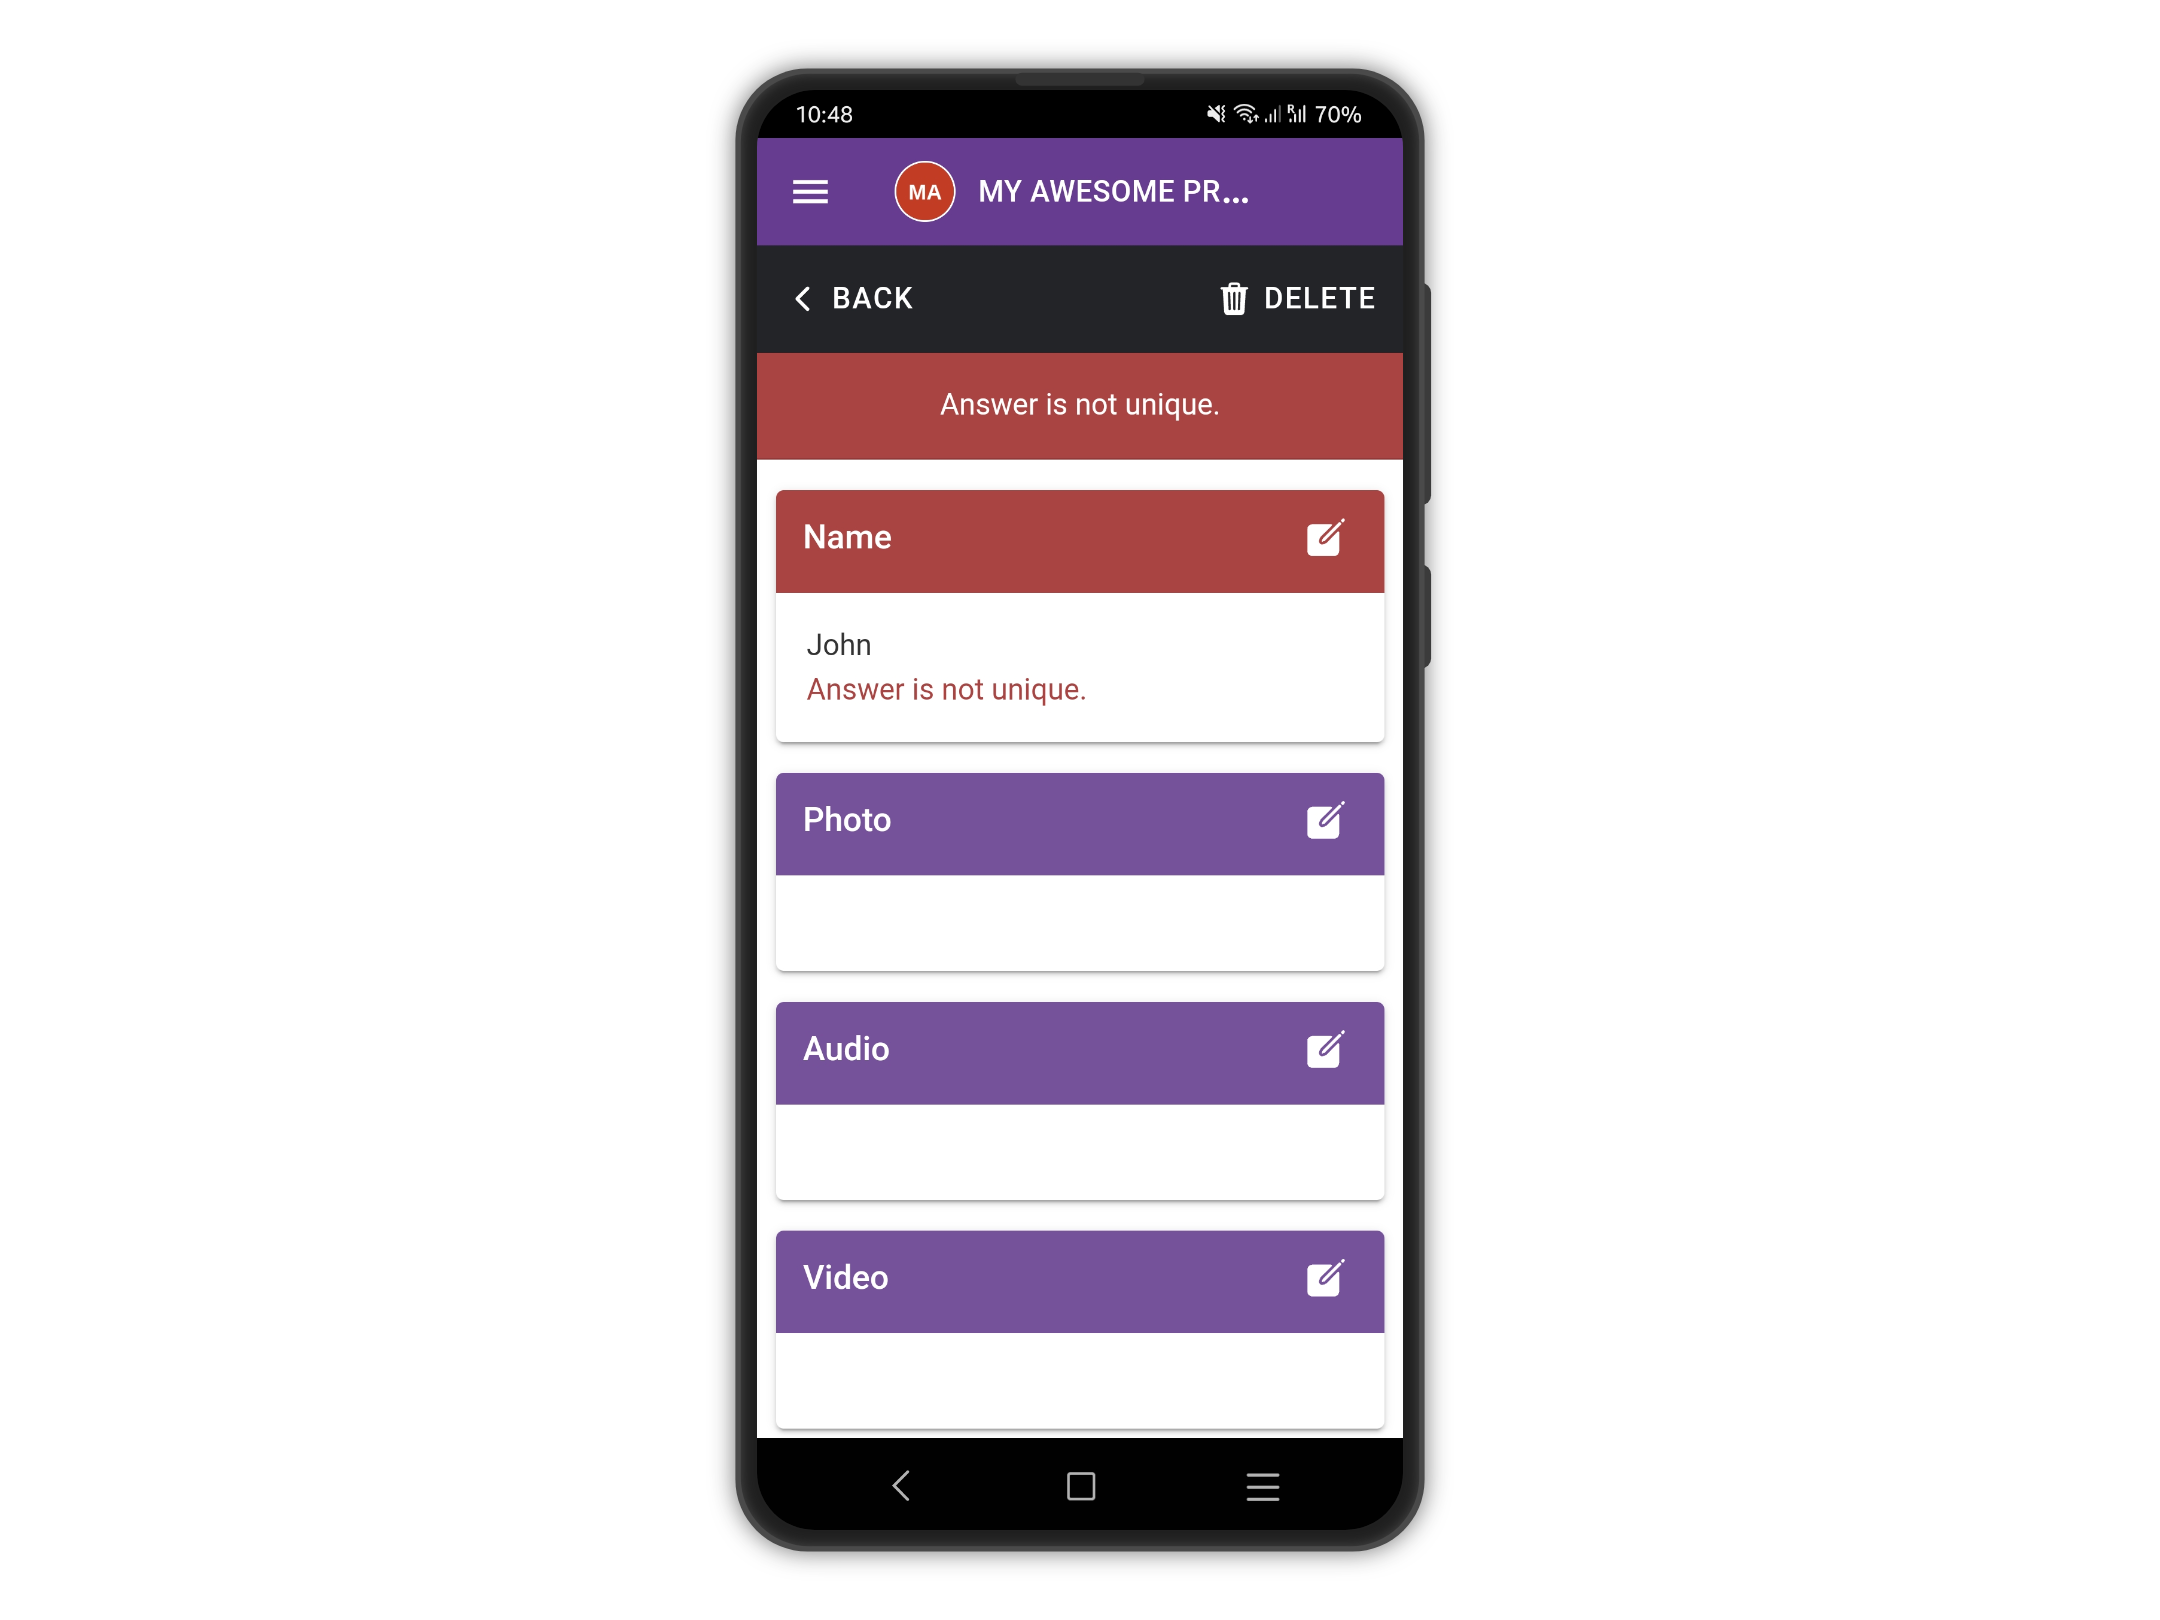 10:48
R 70%
MA MY AWESOME PR...
BACK DELETE
Answer is not unique.
Name
John
Answer is not unique.
Photo
Audio
Video